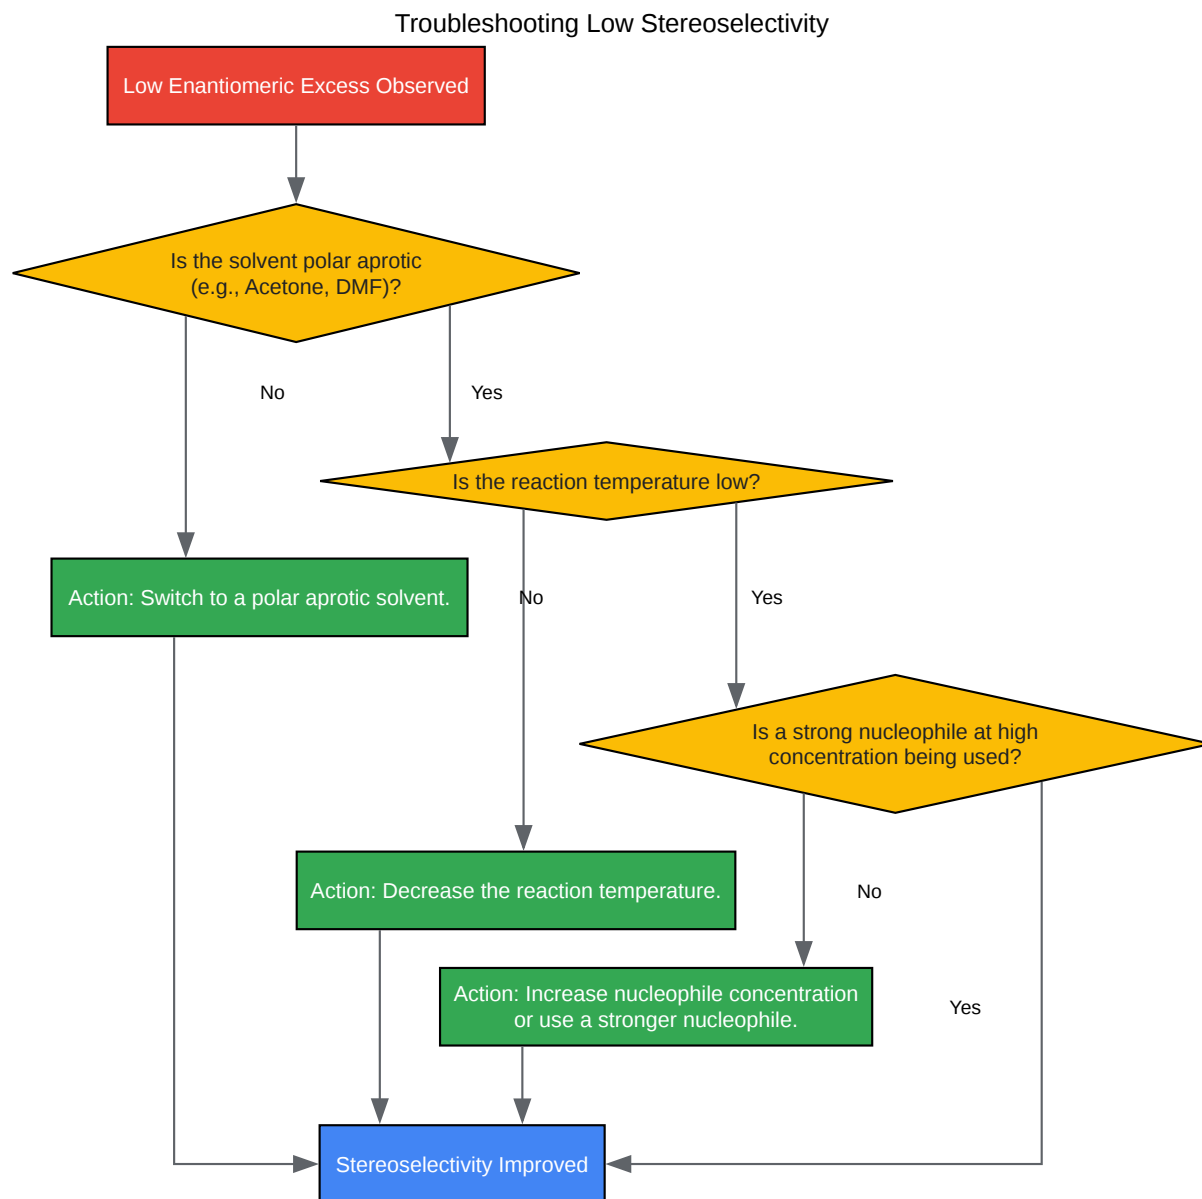 Troubleshooting Low Stereoselectivity
Low Enantiomeric Excess Observed
Is the solvent polar aprotic
(e.g., Acetone, DMF)?
No
Yes
Is the reaction temperature low?
Action: Switch to a polar aprotic solvent.
No
Yes
Is a strong nucleophile at high
concentration being used?
Action: Decrease the reaction temperature.
No
Action: Increase nucleophile concentration
or use a stronger nucleophile.
Yes
Stereoselectivity Improved